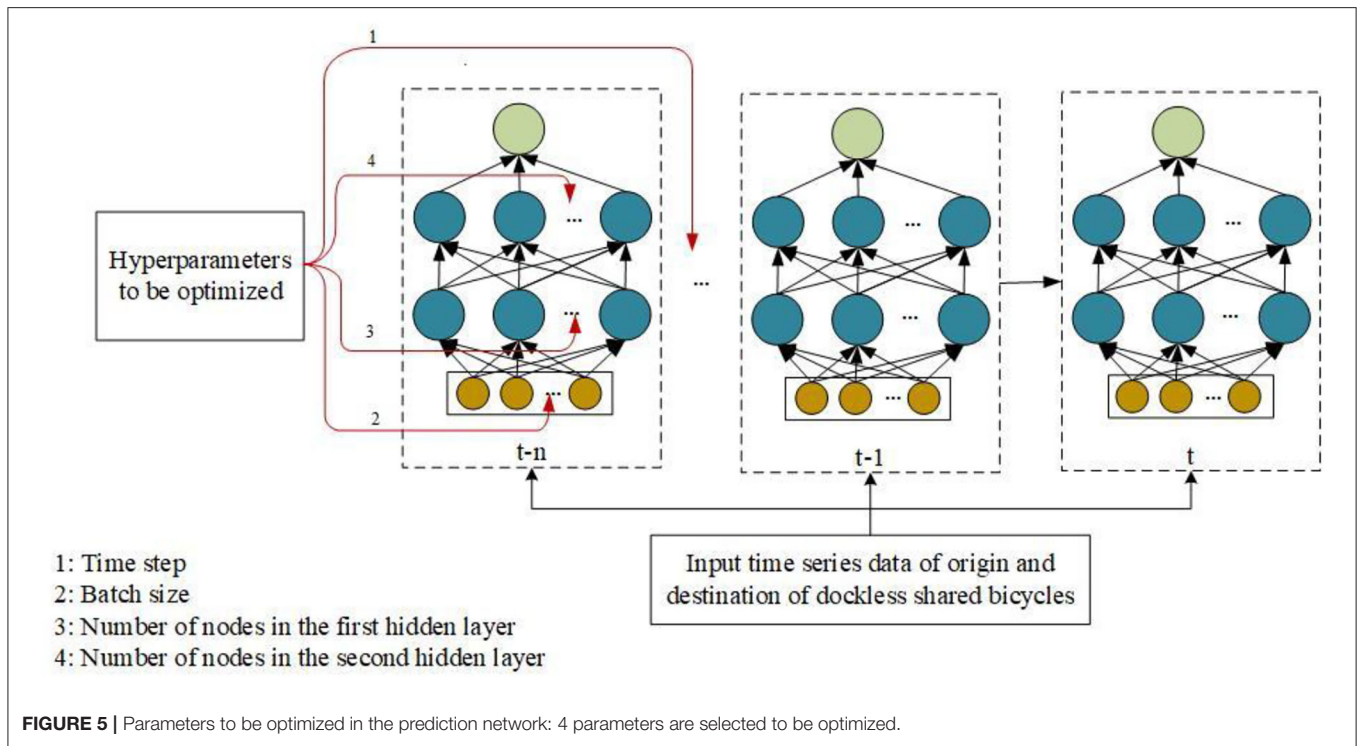 1
4
...
Hyperparameters
to be optimized
...
3
...
...
2
t-n
...
...
...
t-1
...
...
...
t
Input time series data of origin and
destination of dockless shared bicycles
1: Time step
2: Batch size
3: Number of nodes in the first hidden layer
4: Number of nodes in the second hidden layer
FIGURE 5 | Parameters to be optimized in the prediction network: 4 parameters are selected to be optimized.